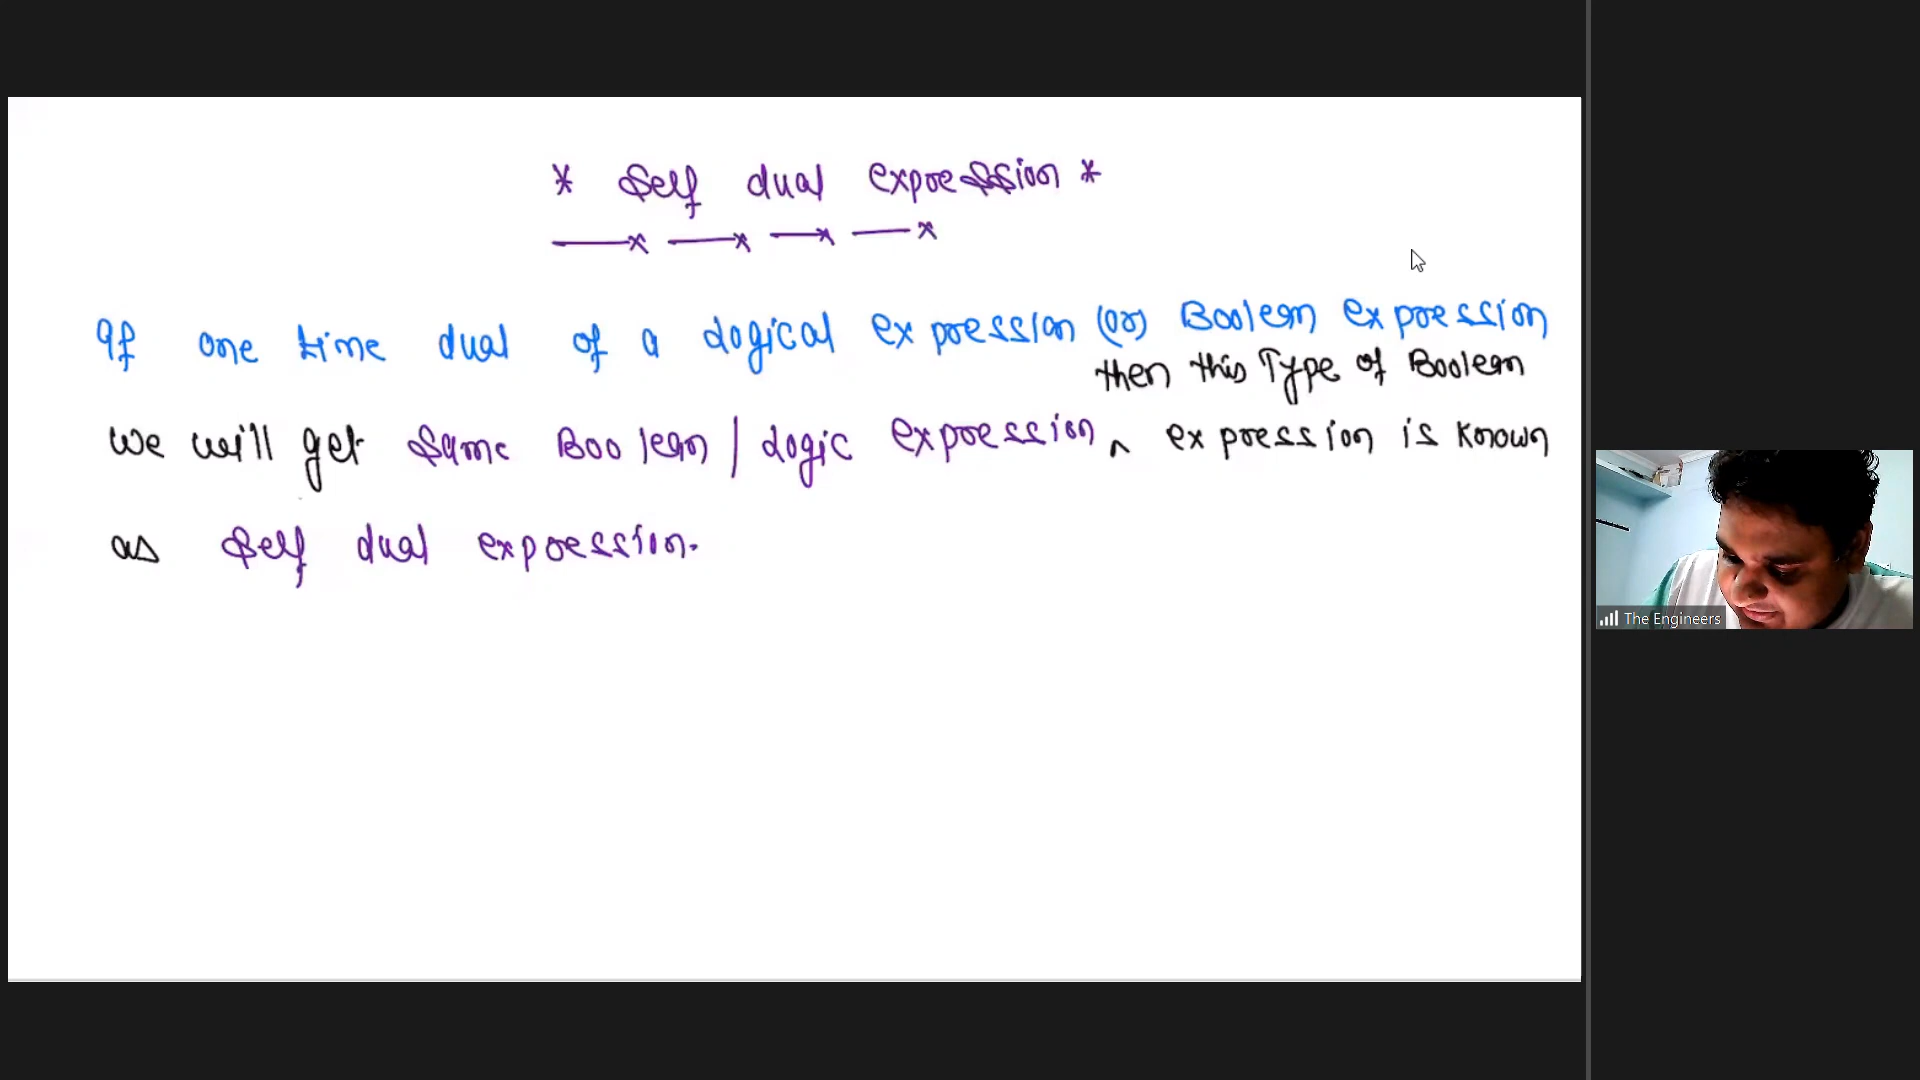 * Self dual expression *
If one time dual of a Logical expression (or) Boolean expression
then this Type of Boolean
we will get same Boolean / Logic expression ^ expression is known
as Self dual expression.
The Engineers